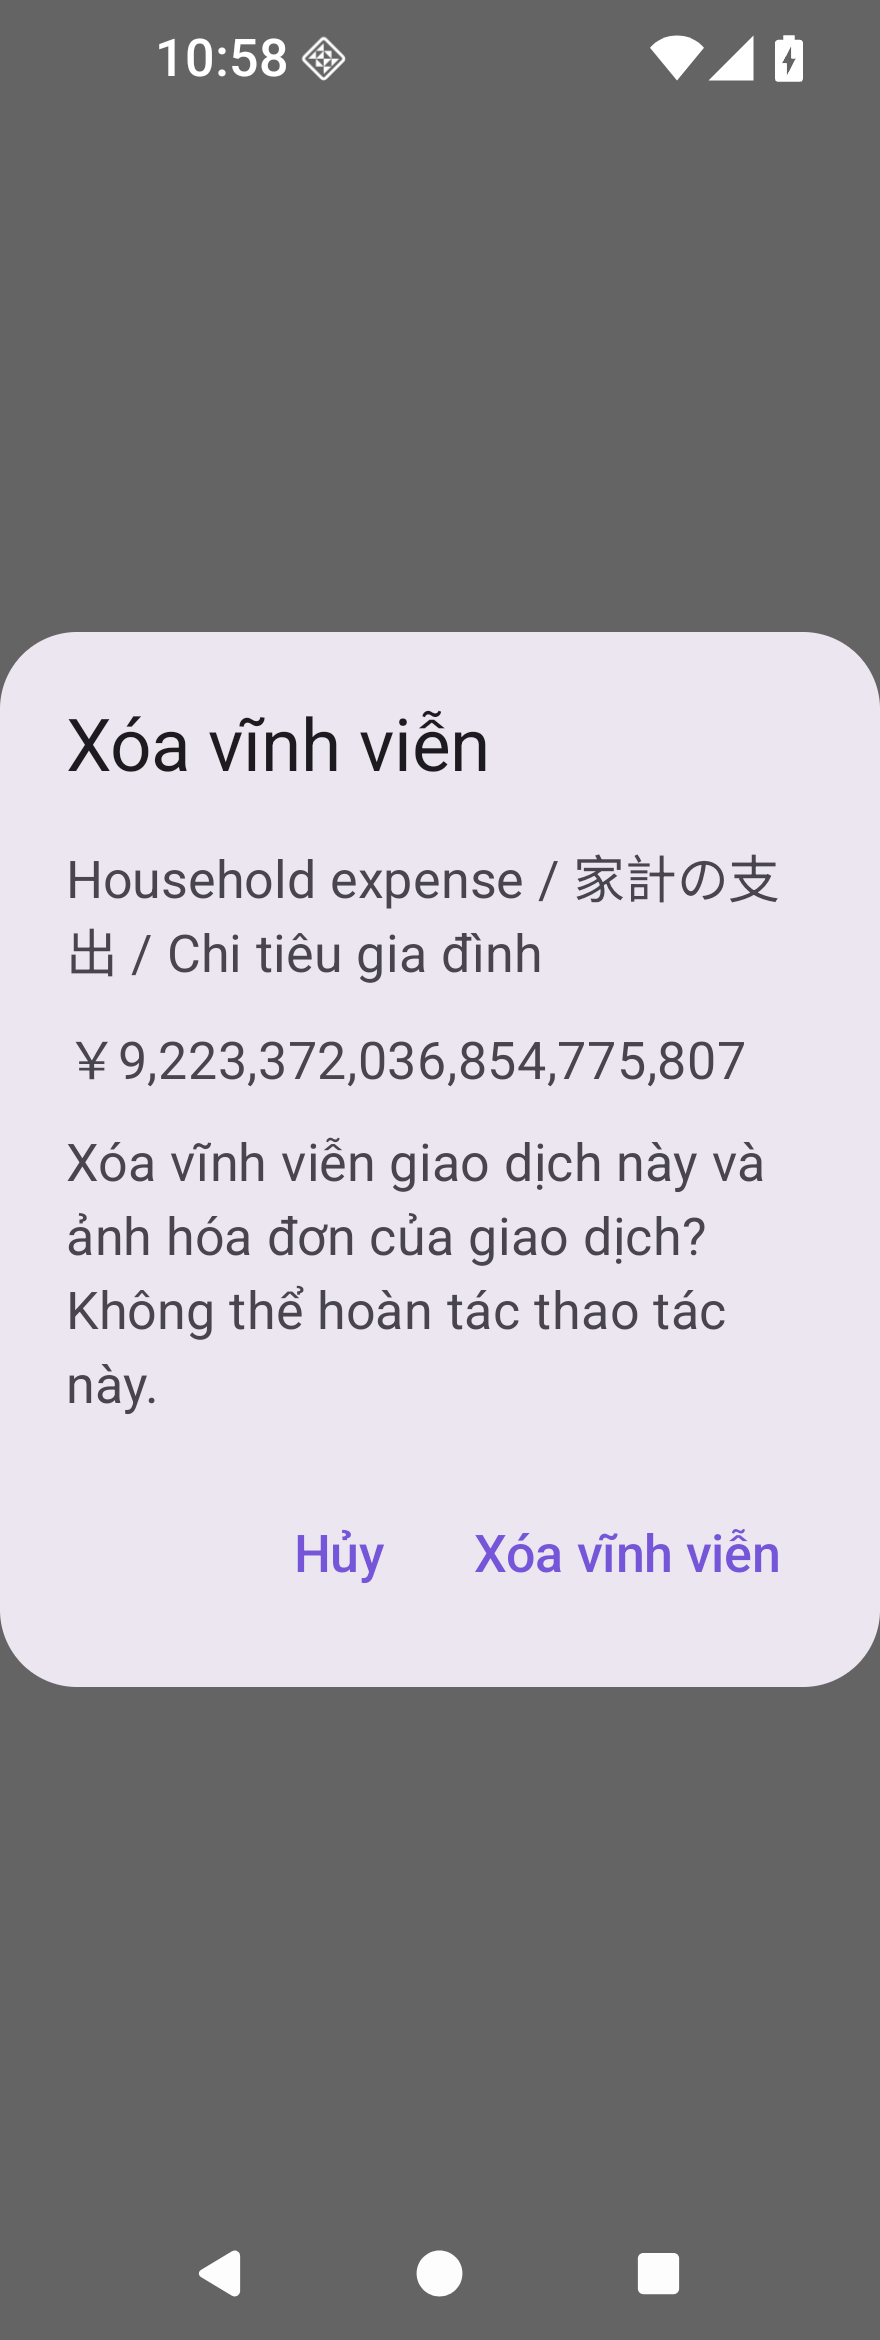 10:58
Xóa vĩnh viễn
Household expense / 家計の支
出 / Chi tiêu gia đình
￥9,223,372,036,854,775,807
Xóa vĩnh viễn giao dịch này và
ảnh hóa đơn của giao dịch?
Không thể hoàn tác thao tác
này.
Hủy Xóa vĩnh viễn